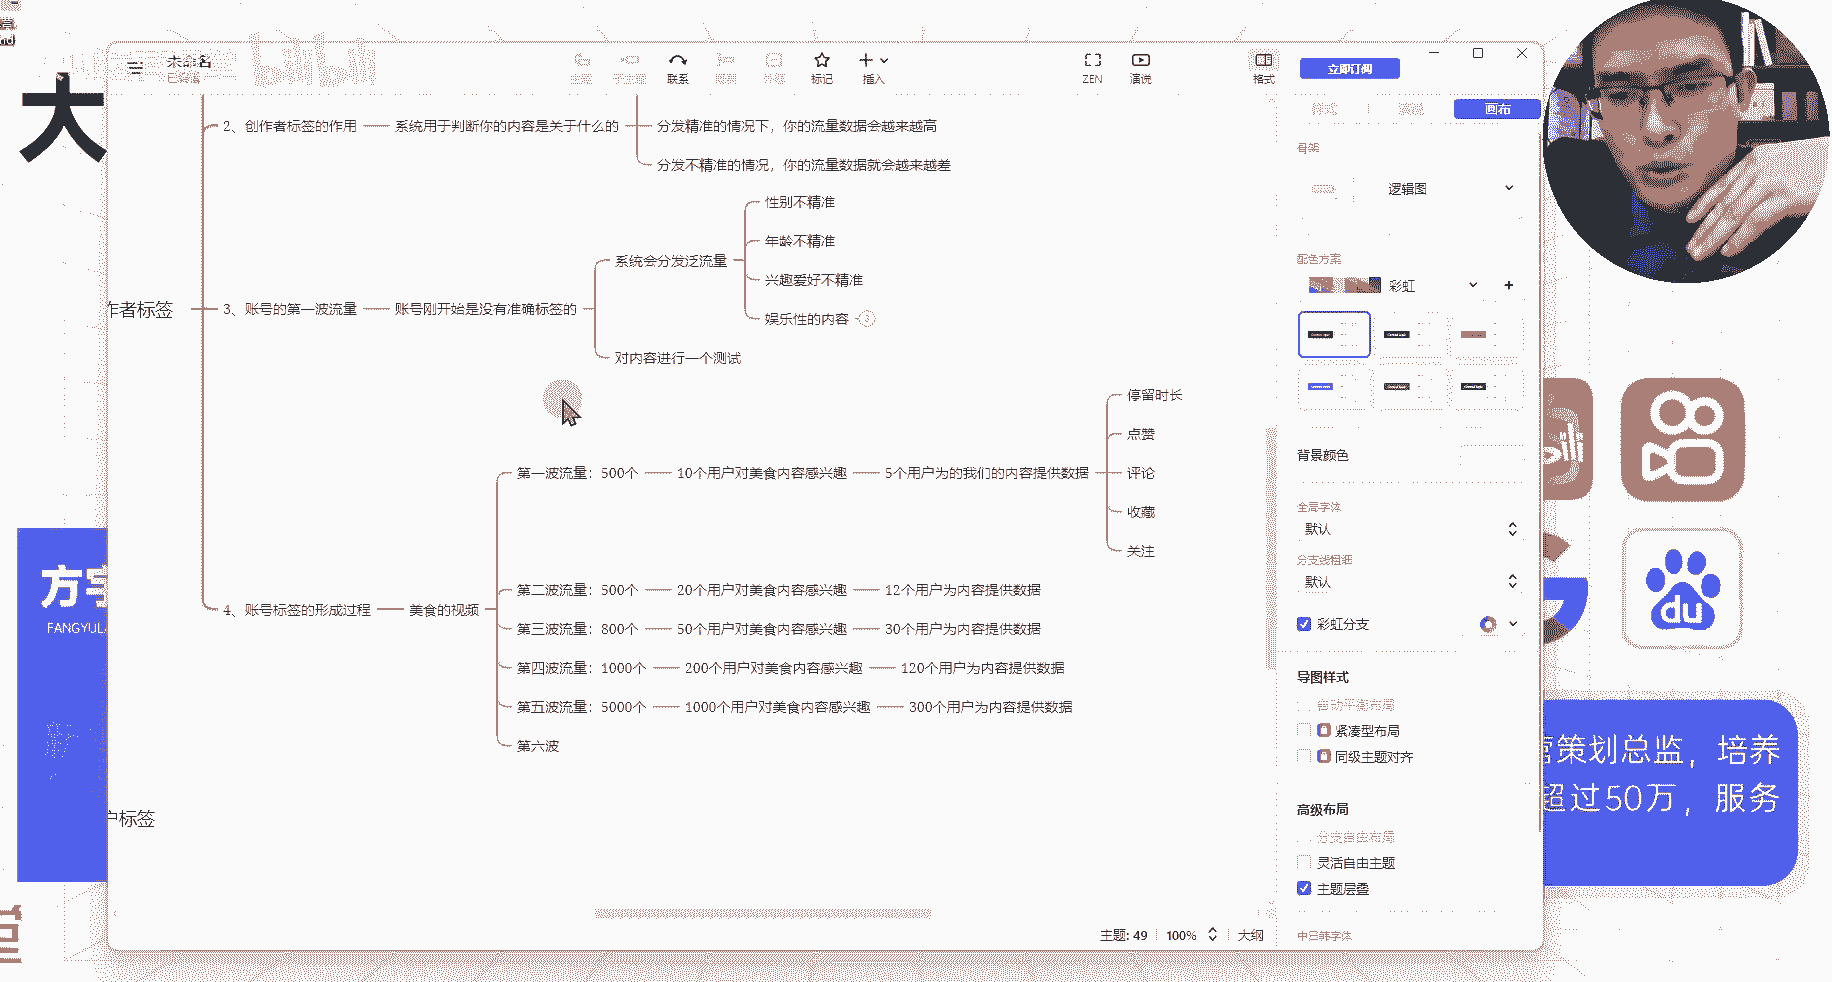 大
未命名
联系
标记
插入
ZEN
演说
格式
立即订阅
画布
2、创作者标签的作用
系统用于判断你的内容是关于什么的
分发精准的情况下，你的流量数据会越来越高
分发不精准的情况，你的流量数据就会越来越差
作者标签
3、账号的第一波流量
账号刚开始是没有准确标签的
系统会分发泛流量
性别不精准
年龄不精准
兴趣爱好不精准
娱乐性的内容
对内容进行一个测试
4、账号标签的形成过程
美食的视频
第一波流量：500个
10个用户对美食内容感兴趣
5个用户为的我们的内容提供数据
停留时长
点赞
评论
收藏
关注
第二波流量：500个
20个用户对美食内容感兴趣
12个用户为内容提供数据
第三波流量：800个
50个用户对美食内容感兴趣
30个用户为内容提供数据
第四波流量：1000个
200个用户对美食内容感兴趣
120个用户为内容提供数据
第五波流量：5000个
1000个用户对美食内容感兴趣
300个用户为内容提供数据
第六波
户标签
骨架
逻辑图
配色方案
彩虹
背景颜色
全局字体
默认
分支线粗细
默认
彩虹分支
导图样式
自动平衡布局
紧凑型布局
同级主题对齐
高级布局
分支自由布局
灵活自由主题
主题层叠
中日韩字体
主题: 49
100%
大纲
方宇
FANGYUL
du
营策划总监，培养
超过50万，服务